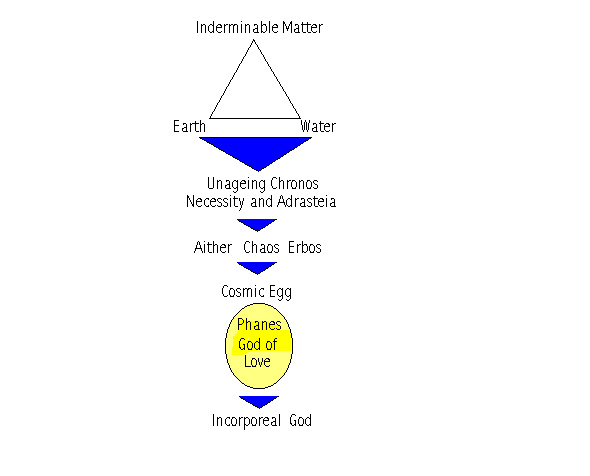 Inderminable Matter
Earth Water
Unageing Chronos
Necessity and Adrasteia
Aither Chaos Erbos
Cosmic Egg
Phanes
God of
Love
Incorporeal God